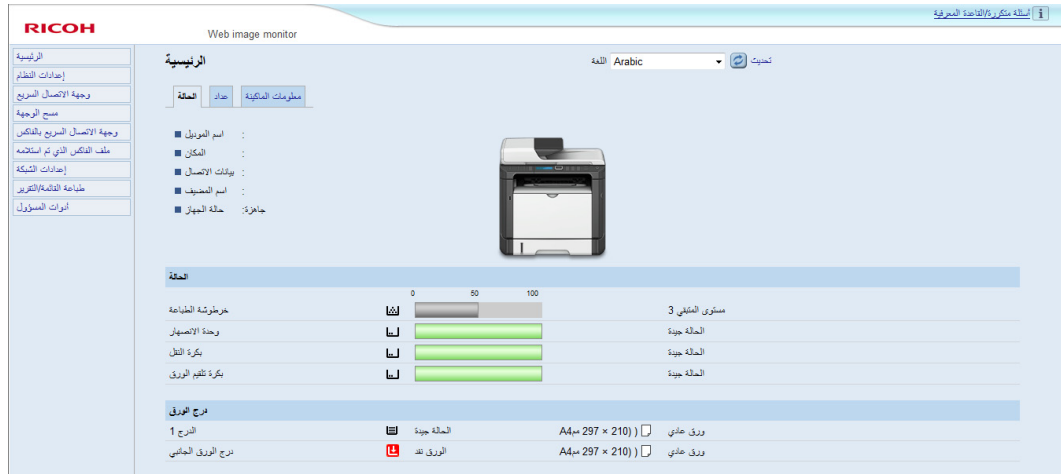 أسئلة متكررة/القاعدة المعرفية
RICOH
Web image monitor
الرئيسية
إعدادات النظام
وجهة الاتصال السريع
مسح الوجهة
وجهة الاتصال السريع بالفاكس
ملف الفاكس الذي تم استلامه
إعدادات الشبكة
طباعة القائمة/التقرير
أدوات المسؤول
الرئيسية
اللغة Arabic تحديث
الحالة عداد معلومات الماكينة
اسم الموديل :
المكان :
بيانات الاتصال :
اسم المضيف :
حالة الجهاز :جاهزة
الحالة
0 50 100
خرطوشة الطباعة مستوى المتبقي 3
وحدة الانصهار الحالة جيدة
بكرة النقل الحالة جيدة
بكرة تلقيم الورق الحالة جيدة
درج الورق
الدرج 1 الحالة جيدة A4مم 297 × 210) ) ورق عادي
درج الورق الجانبي الورق نفد A4مم 297 × 210) ) ورق عادي